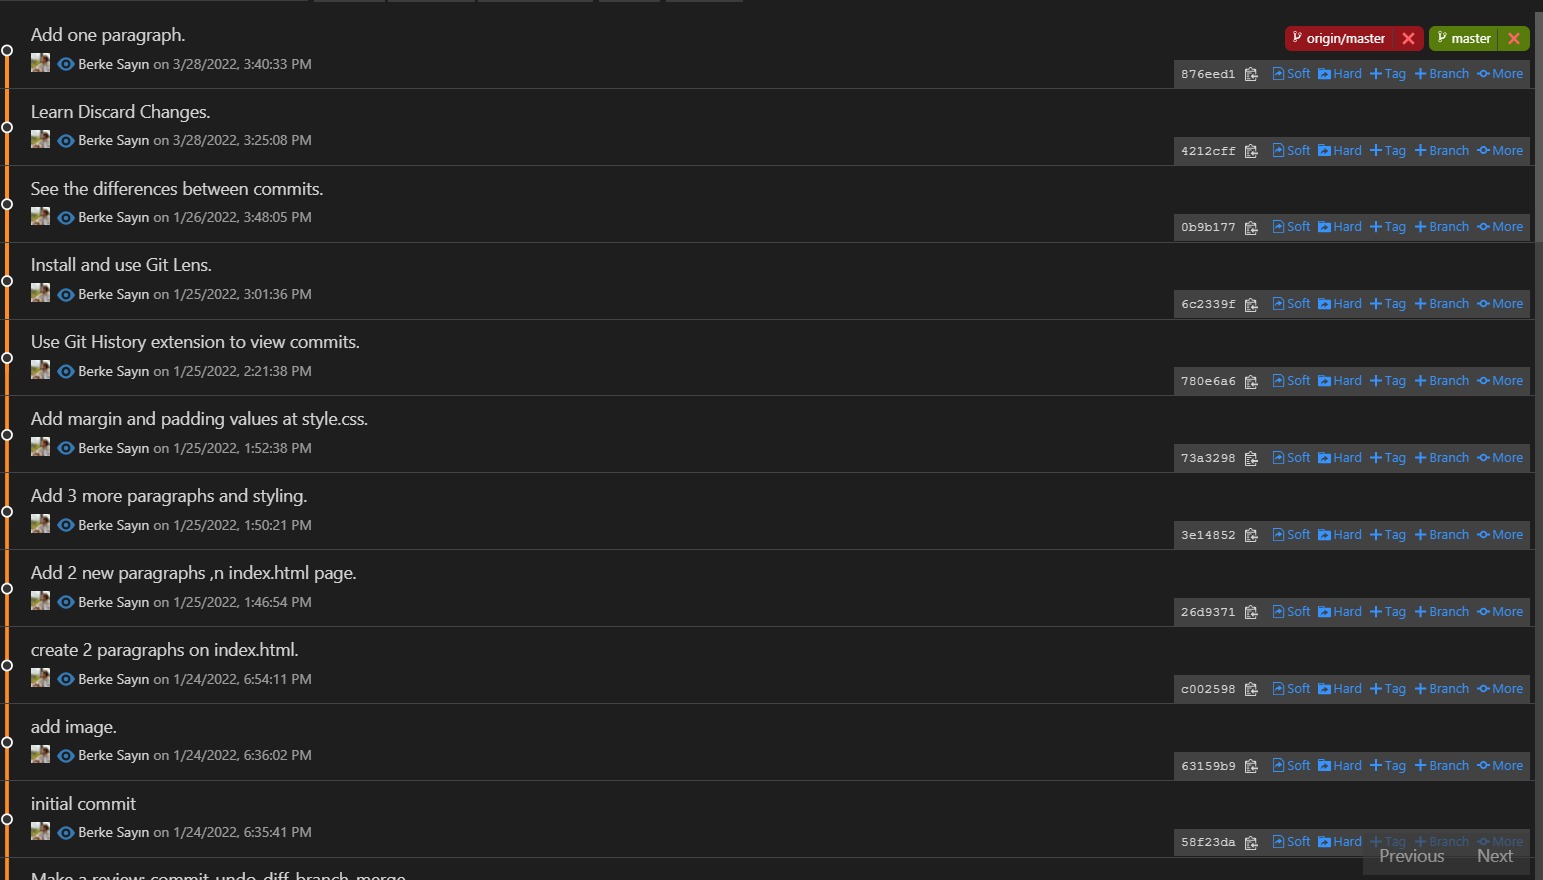 Add one paragraph.
origin/master
master
Berke Sayın on 3/28/2022, 3:40:33 PM
876eed1 Soft Hard Tag Branch More
Learn Discard Changes.
Berke Sayın on 3/28/2022, 3:25:08 PM
4212cff Soft Hard Tag Branch More
See the differences between commits.
Berke Sayın on 1/26/2022, 3:48:05 PM
0b9b177 Soft Hard Tag Branch More
Install and use Git Lens.
Berke Sayın on 1/25/2022, 3:01:36 PM
6c2339f Soft Hard Tag Branch More
Use Git History extension to view commits.
Berke Sayın on 1/25/2022, 2:21:38 PM
780e6a6 Soft Hard Tag Branch More
Add margin and padding values at style.css.
Berke Sayın on 1/25/2022, 1:52:38 PM
73a3298 Soft Hard Tag Branch More
Add 3 more paragraphs and styling.
Berke Sayın on 1/25/2022, 1:50:21 PM
3e14852 Soft Hard Tag Branch More
Add 2 new paragraphs ,n index.html page.
Berke Sayın on 1/25/2022, 1:46:54 PM
26d9371 Soft Hard Tag Branch More
create 2 paragraphs on index.html.
Berke Sayın on 1/24/2022, 6:54:11 PM
c002598 Soft Hard Tag Branch More
add image.
Berke Sayın on 1/24/2022, 6:36:02 PM
63159b9 Soft Hard Tag Branch More
initial commit
Berke Sayın on 1/24/2022, 6:35:41 PM
58f23da Soft Hard Tag Branch More
Previous Next
Make a review: commit, undo, diff, branch, merge